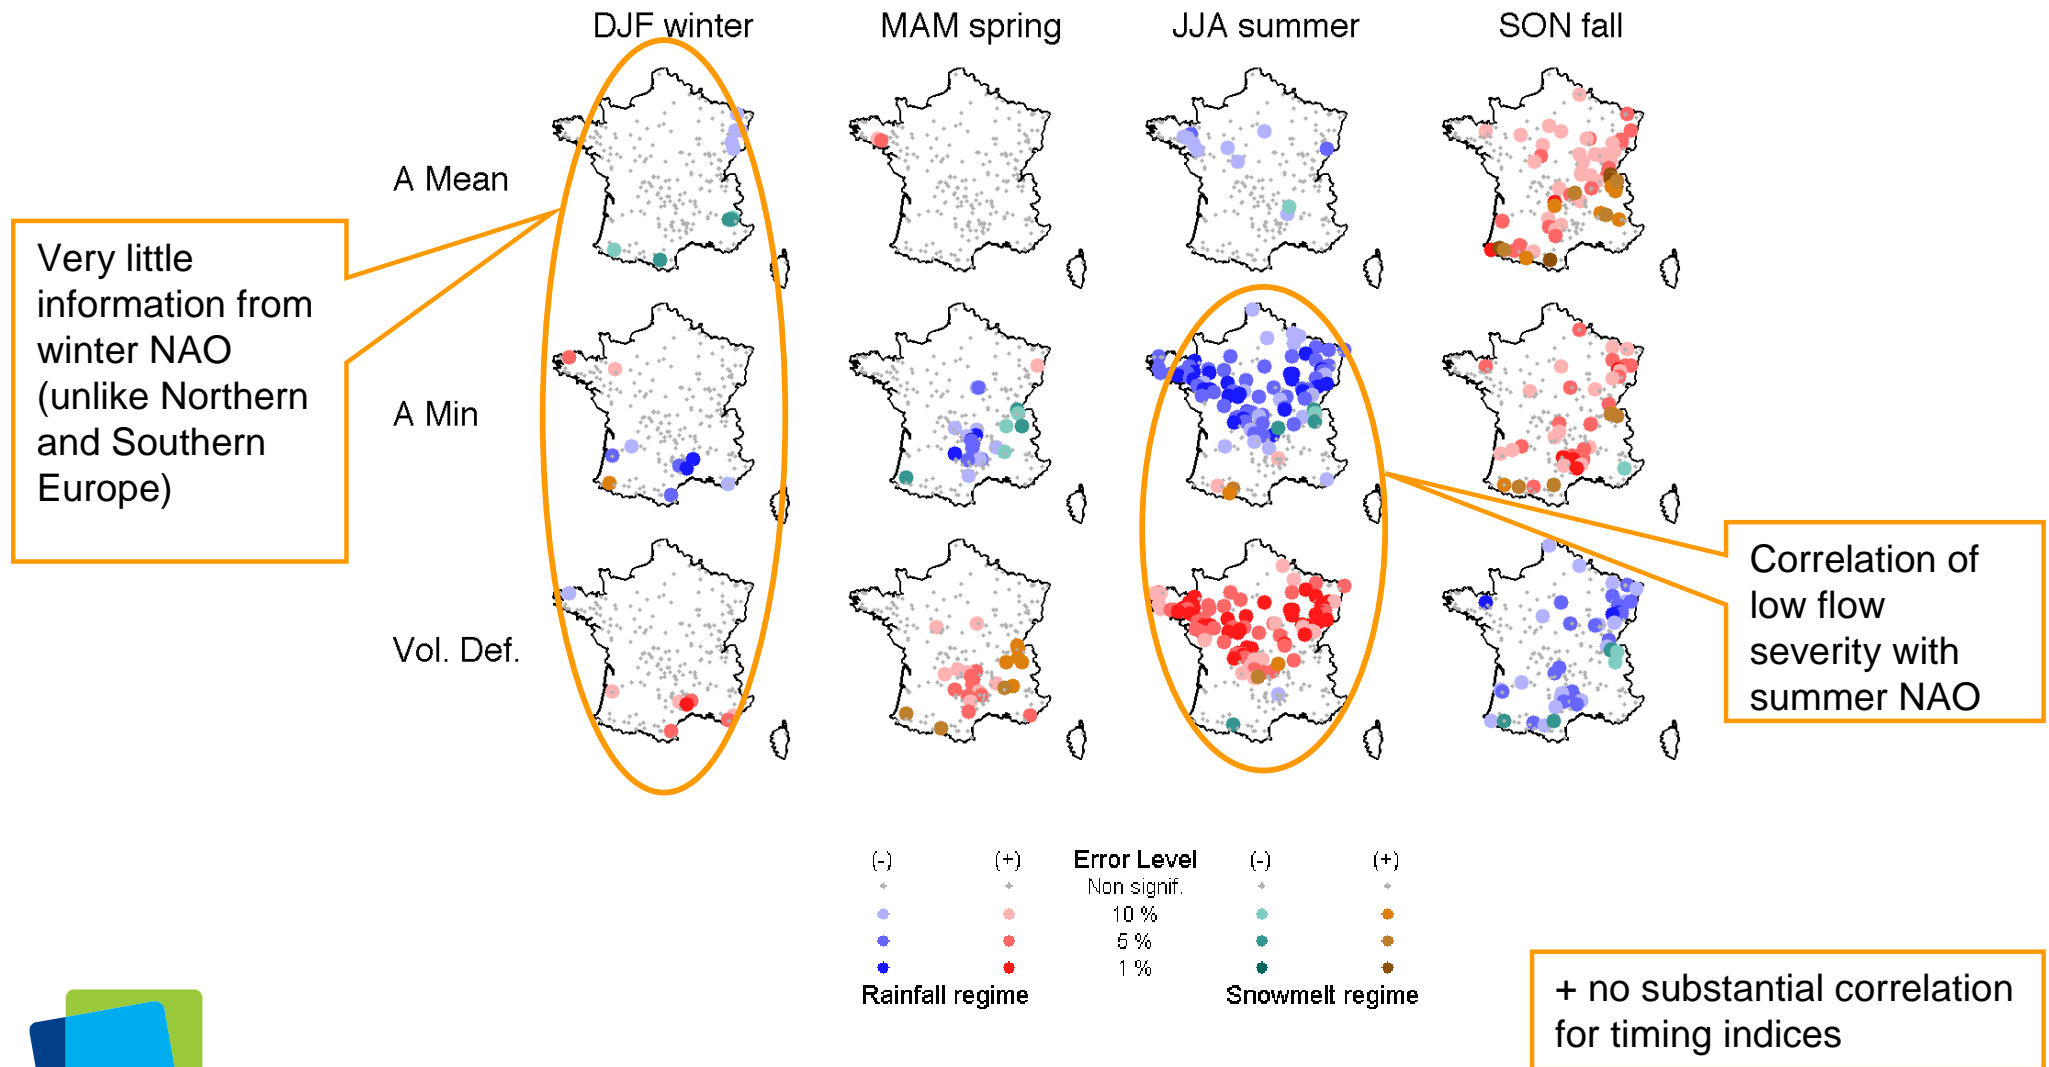 DJF winter
MAM spring
JJA summer
SON fall
A Mean
A Min
Vol. Def.
Very little
information from
winter NAO
(unlike Northern
and Southern
Europe)
Correlation of
low flow
severity with
summer NAO
(-) (+) Error Level (-) (+)
Non signif.
10 %
5 %
1 %
Rainfall regime Snowmelt regime
+ no substantial correlation
for timing indices